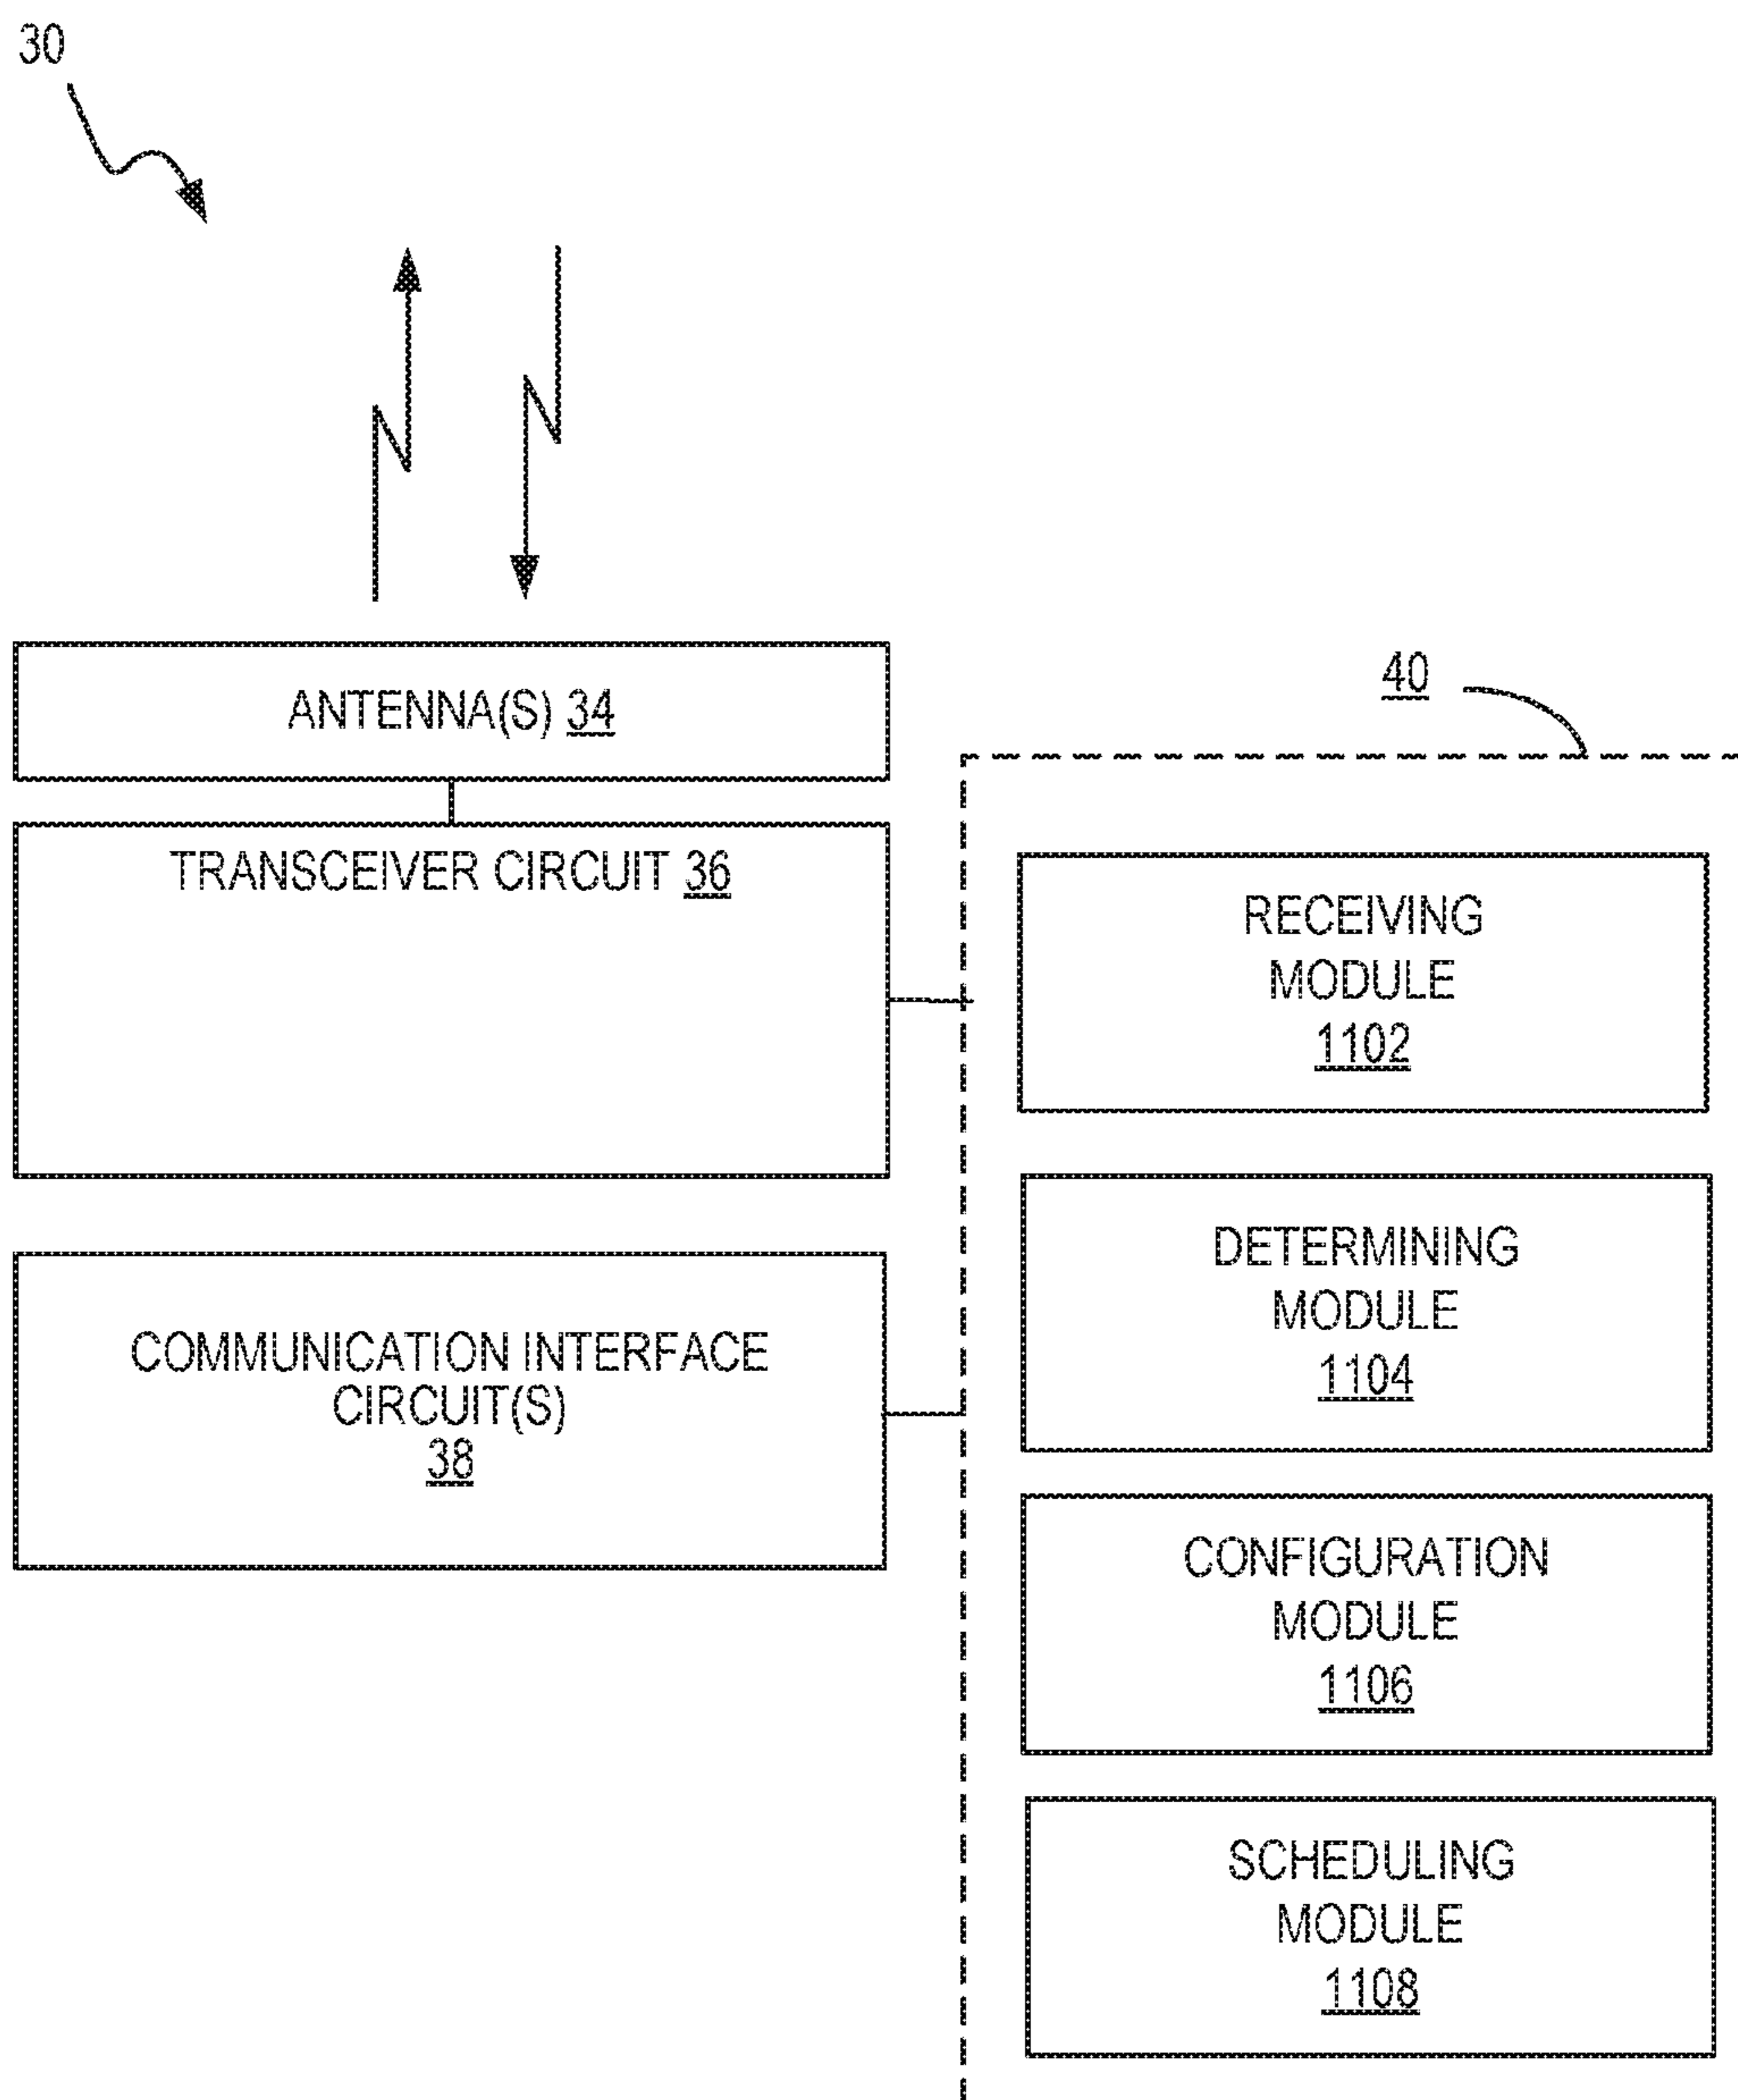 30
ANTENNA(S) 34
TRANSCEIVER CIRCUIT 36
COMMUNICATION INTERFACE
CIRCUIT(S)
38
40
RECEIVING
MODULE
1102
DETERMINING
MODULE
1104
CONFIGURATION
MODULE
1106
SCHEDULING
MODULE
1108